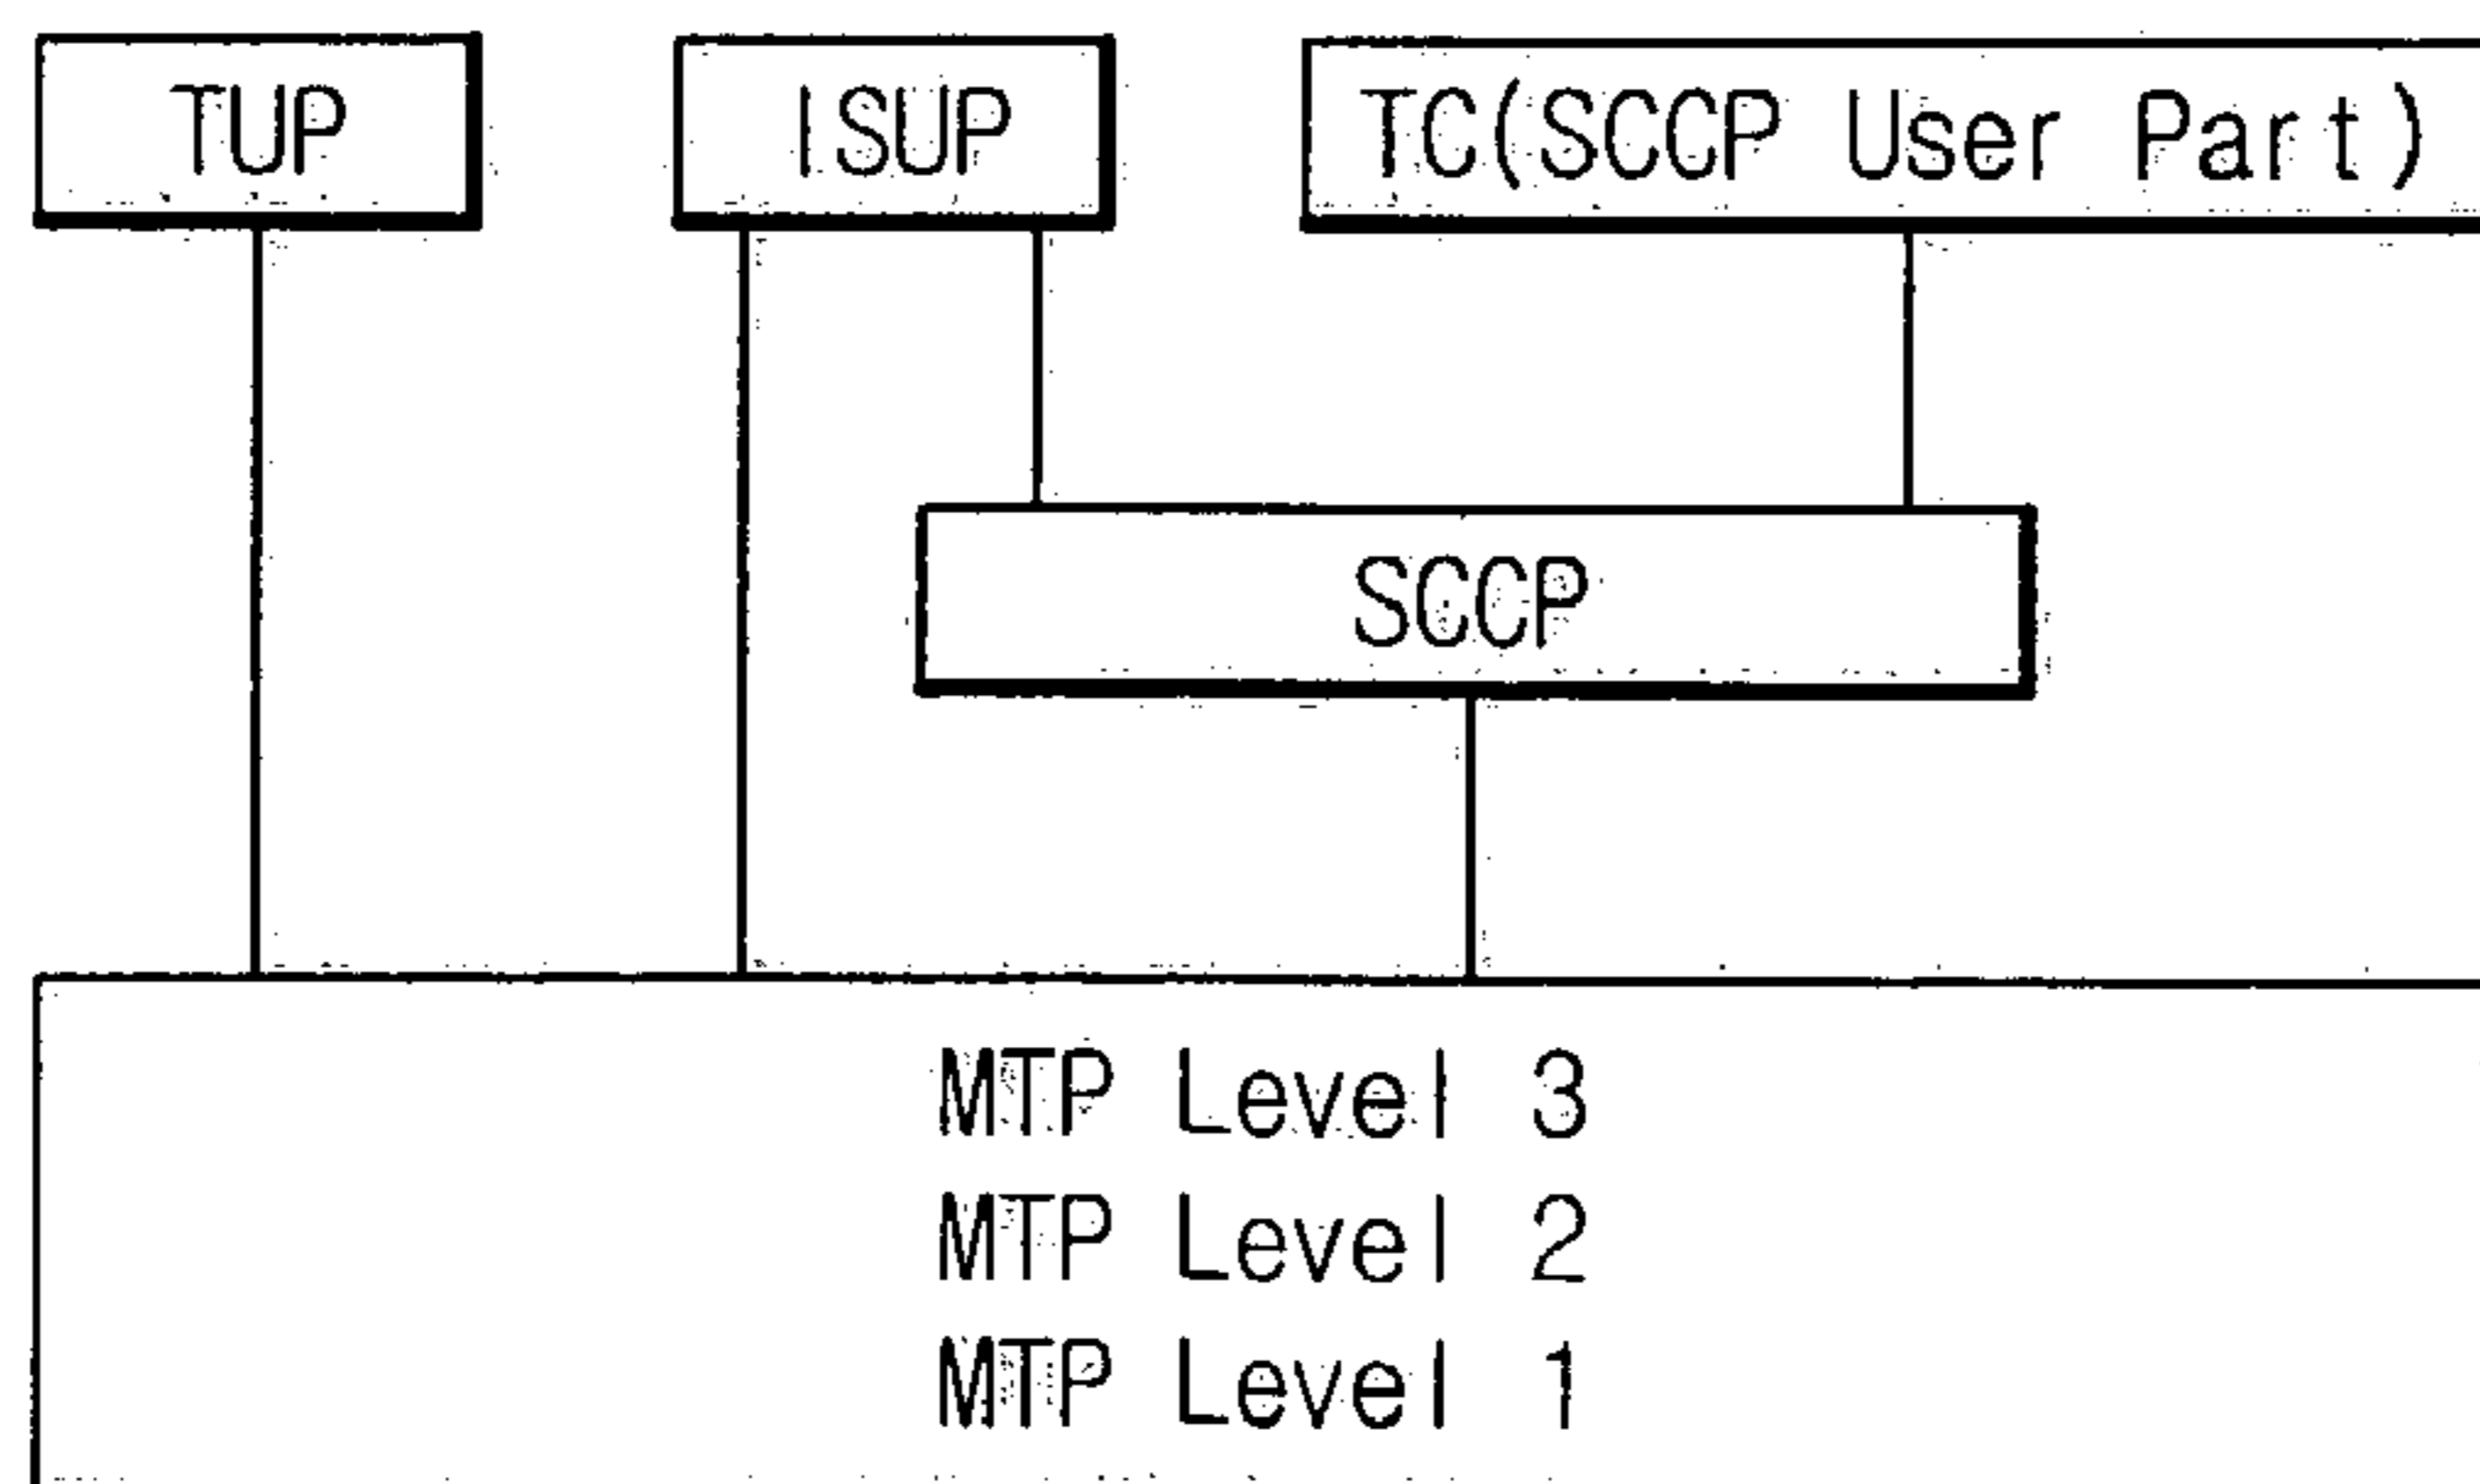 TUP
ISUP
TC(SCCP User Part)
SCCP
MTP Level 3
MTP Level 2
MTP Level 1